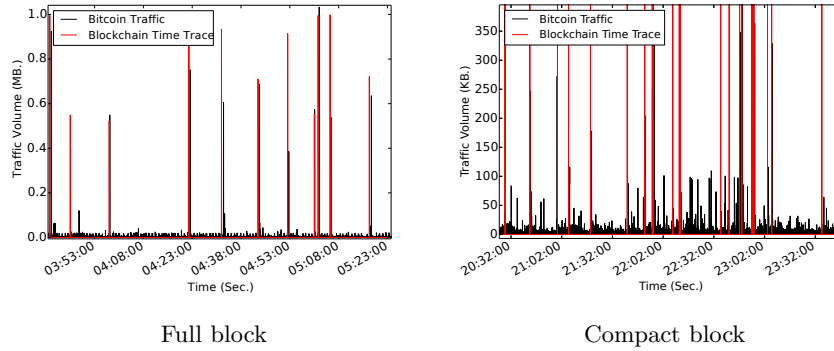 Bitcoin Traffic
Blockchain Time Trace
Traffic Volume (MB.)
1.0
0.8
0.6
0.4
0.2
0.0
03:53:00
04:08:00
04:23:00
04:38:00
04:53:00
05:08:00
05:23:00
Time (Sec.)
Full block
Bitcoin Traffic
Blockchain Time Trace
Traffic Volume (KB.)
350
300
250
200
150
100
50
0
20:32:00
21:02:00
21:32:00
22:02:00
22:32:00
23:02:00
23:32:00
Time (Sec.)
Compact block